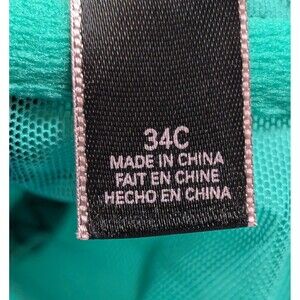 34C
MADE IN CHINA
FAIT EN CHINE
HECHO EN CHINA